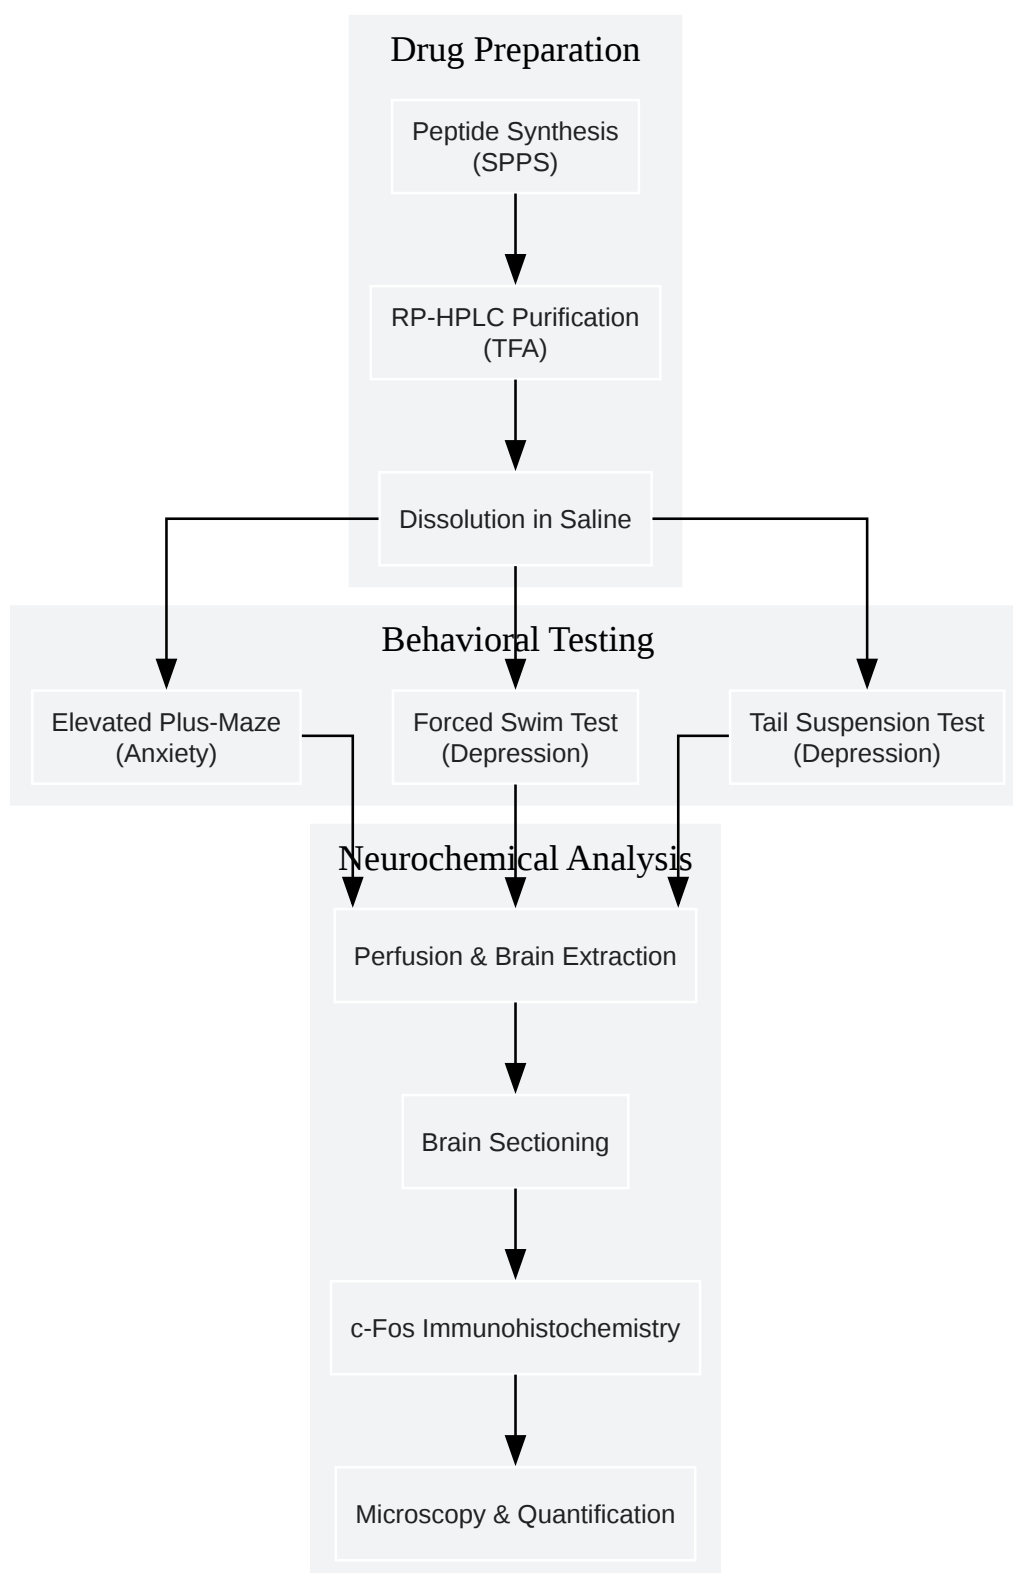 Drug Preparation
Peptide Synthesis
(SPPS)
RP-HPLC Purification
(TFA)
Dissolution in Saline
Behavioral Testing
Elevated Plus-Maze
(Anxiety)
Forced Swim Test
(Depression)
Tail Suspension Test
(Depression)
Neurochemical Analysis
Perfusion & Brain Extraction
Brain Sectioning
c-Fos Immunohistochemistry
Microscopy & Quantification